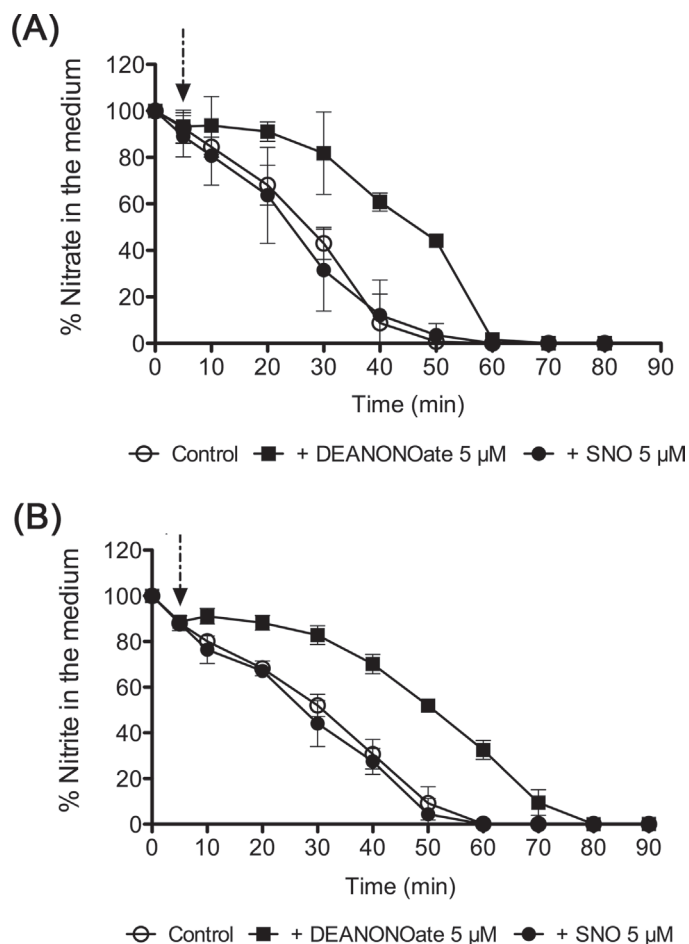 (A)
% Nitrate in the medium
120
100
80
60
40
20
0
0 10 20 30 40 50 60 70 80 90
Time (min)
Control + DEANONOate 5 µM + SNO 5 µM
(B)
% Nitrite in the medium
120
100
80
60
40
20
0
0 10 20 30 40 50 60 70 80 90
Time (min)
Control + DEANONOate 5 µM + SNO 5 µM